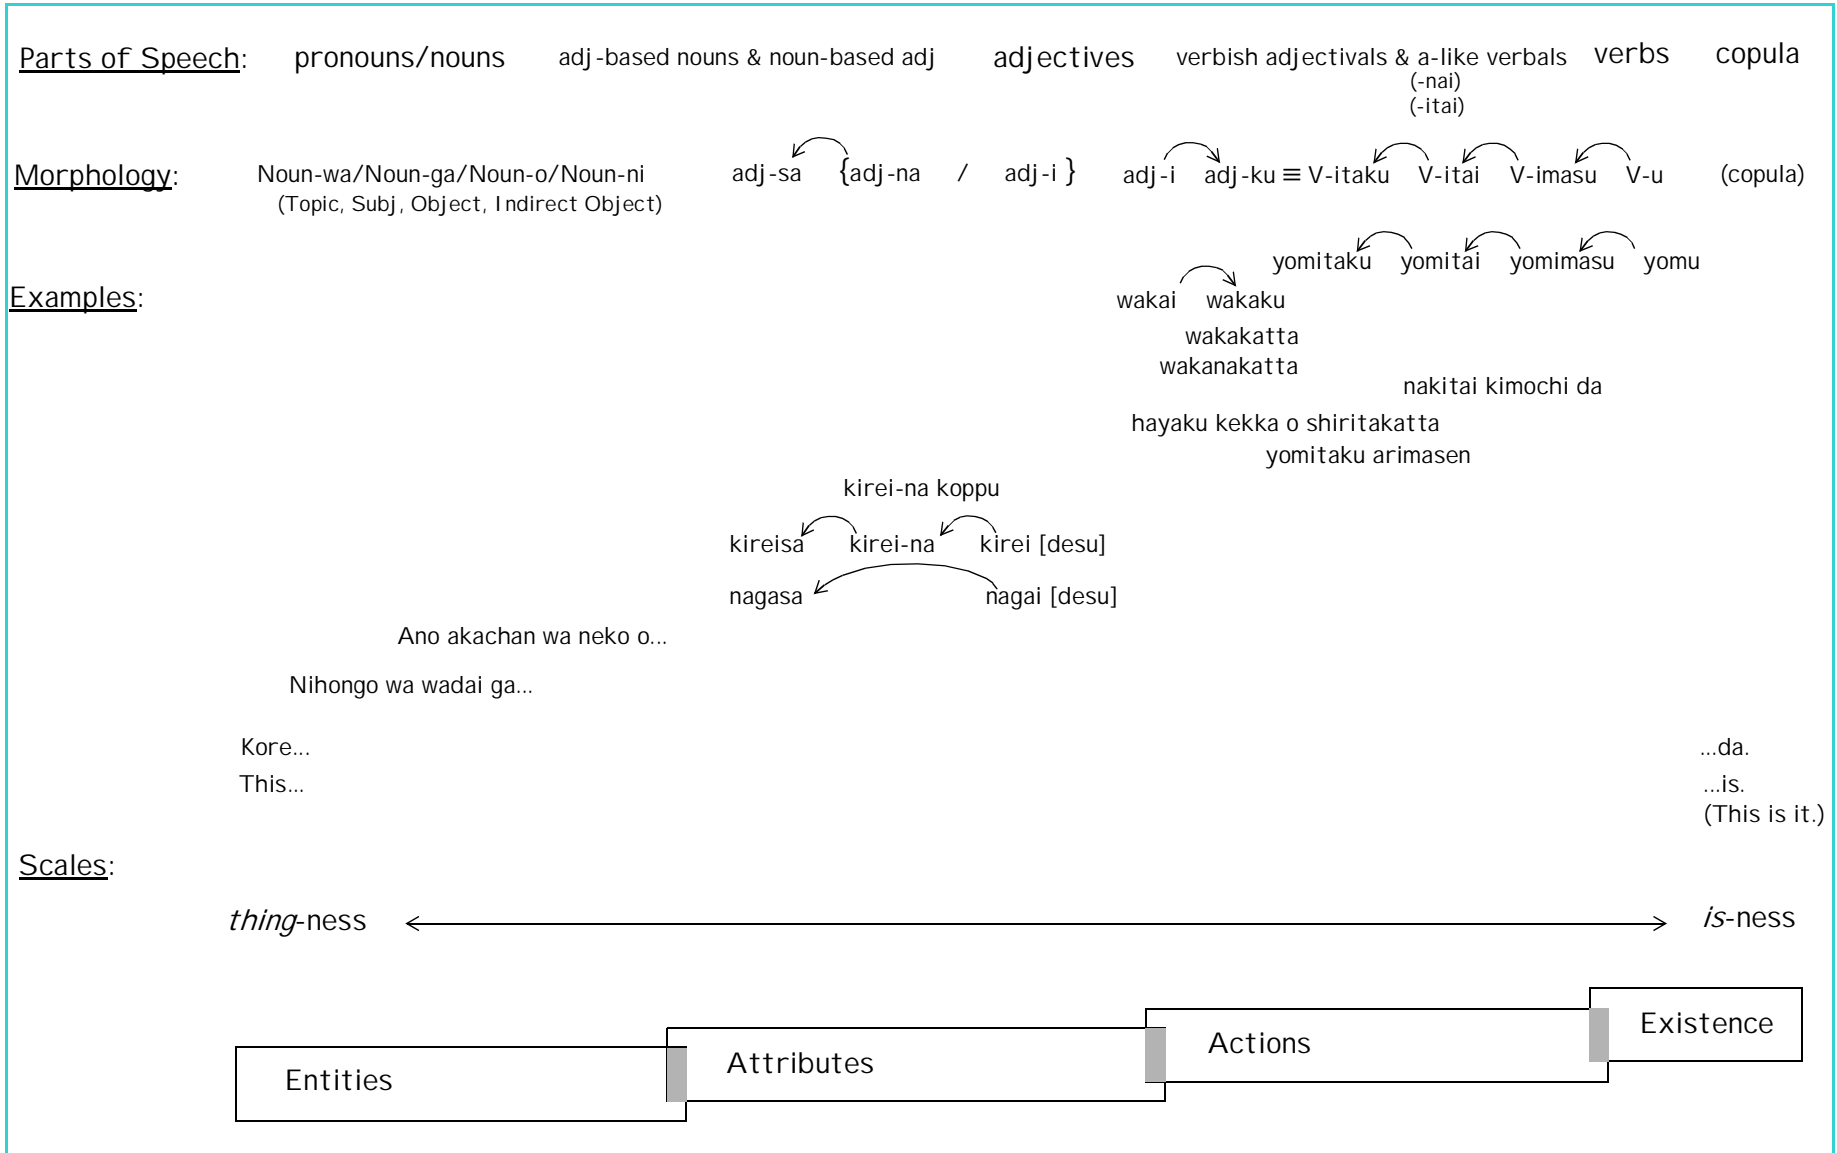 Parts of Speech: pronouns/nouns adj-based nouns & noun-based adj adjectives verbish adjectivals & a-like verbals verbs copula
(-nai)
(-itai)
Morphology: Noun-wa/Noun-ga/Noun-o/Noun-ni adj-sa {adj-na / adj-i } adj-i adj-ku ≡ V-itaku V-itai V-imasu V-u (copula)
(Topic, Subj, Object, Indirect Object)
yomitaku yomitai yomimasu yomu
Examples: wakai wakaku
wakakatta
wakanakatta
nakitai kimochi da
hayaku kekka o shiritakatta
yomitaku arimasen
kirei-na koppu
kireisa kirei-na kirei [desu]
nagasa nagai [desu]
Ano akachan wa neko o...
Nihongo wa wadai ga...
Kore... ...da.
This... ...is.
(This is it.)
Scales:
thing-ness is-ness
Existence
Actions
Attributes
Entities